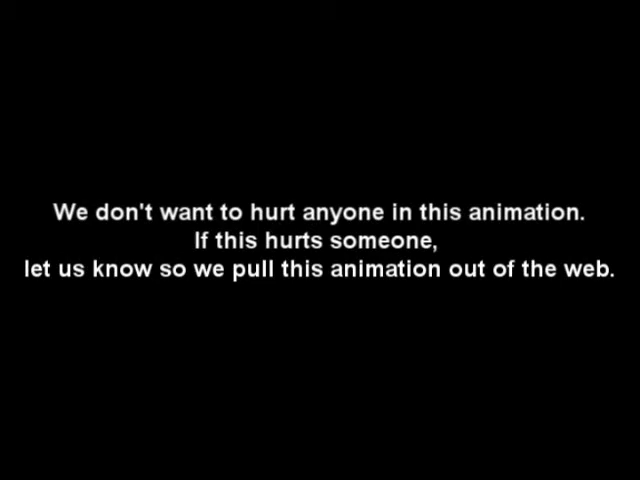 We don't want to hurt anyone in this animation.
If this hurts someone,
let us know so we pull this animation out of the web.